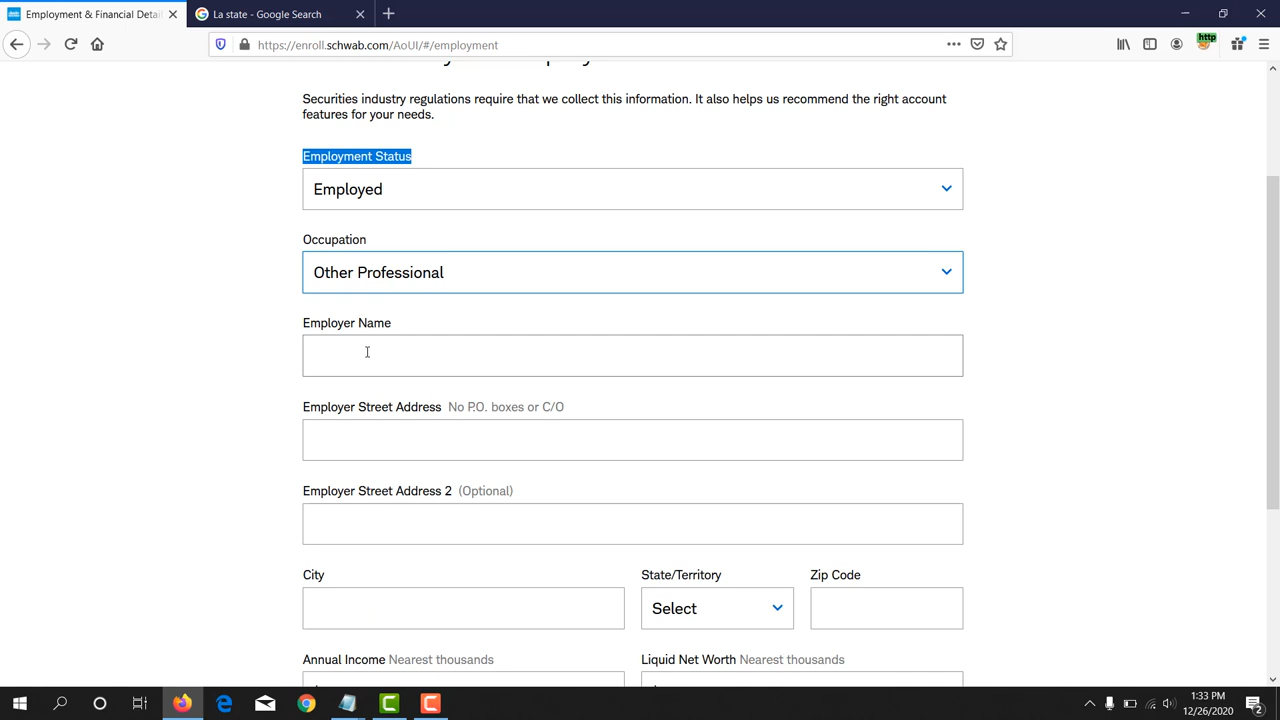 Employment & Financial Detai
La state - Google Search
https://enroll.schwab.com/AoUI/#/employment
http
Securities industry regulations require that we collect this information. It also helps us recommend the right account
features for your needs.
Employment Status
Employed
Occupation
Other Professional
Employer Name
Employer Street Address No P.O. boxes or C/O
Employer Street Address 2 (Optional)
City State/Territory Zip Code
Select
Annual Income Nearest thousands Liquid Net Worth Nearest thousands
1:33 PM
12/26/2020
2